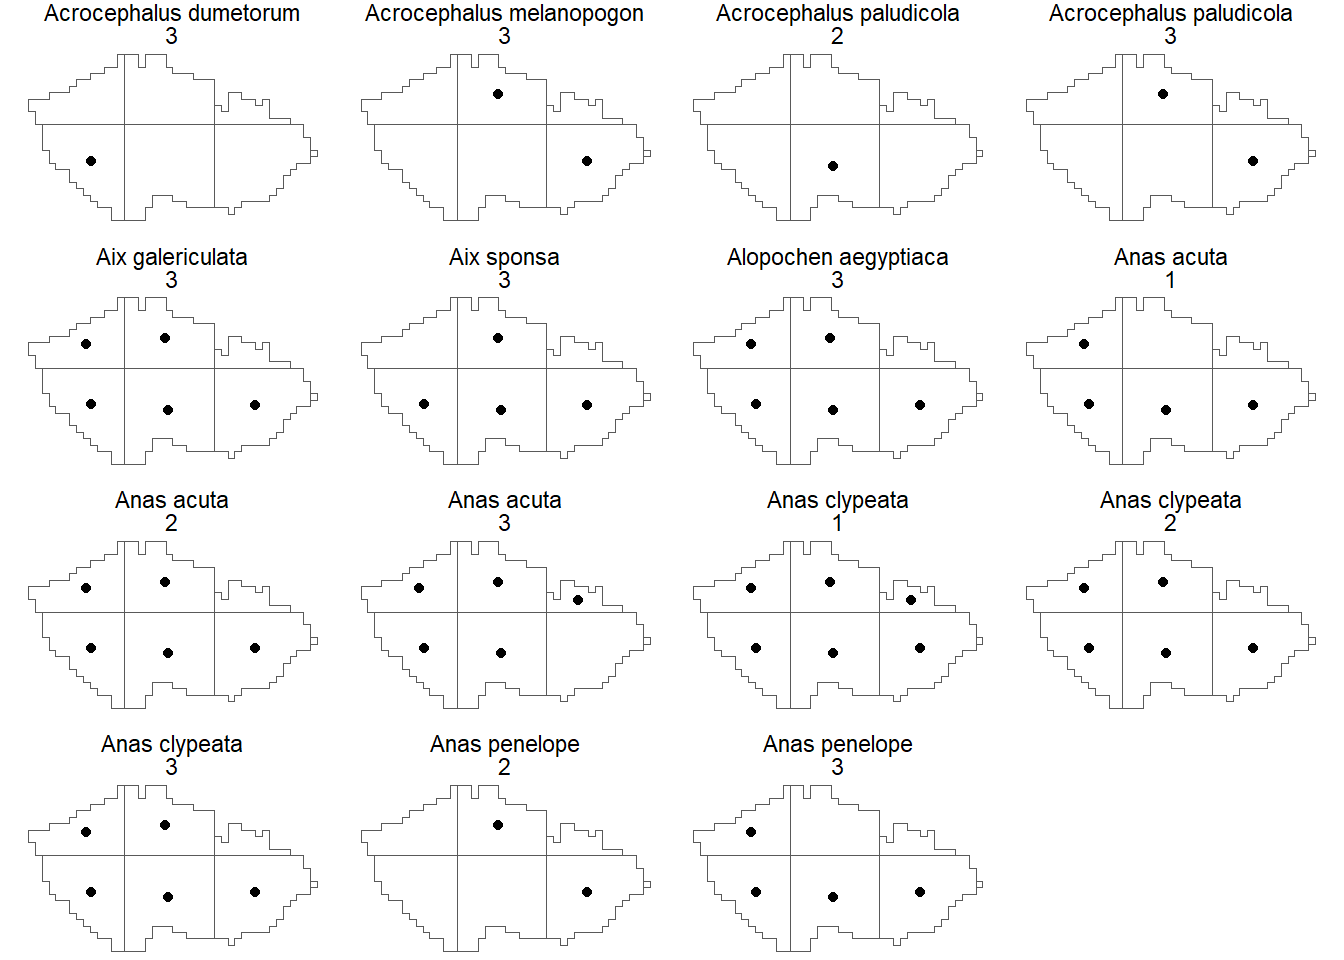 Acrocephalus dumetorum
3
Acrocephalus melanopogon
3
Acrocephalus paludicola
2
Acrocephalus paludicola
3
Aix galericulata
3
Aix sponsa
3
Alopochen aegyptiaca
3
Anas acuta
1
Anas acuta
2
Anas acuta
3
Anas clypeata
1
Anas clypeata
2
Anas clypeata
3
Anas penelope
2
Anas penelope
3